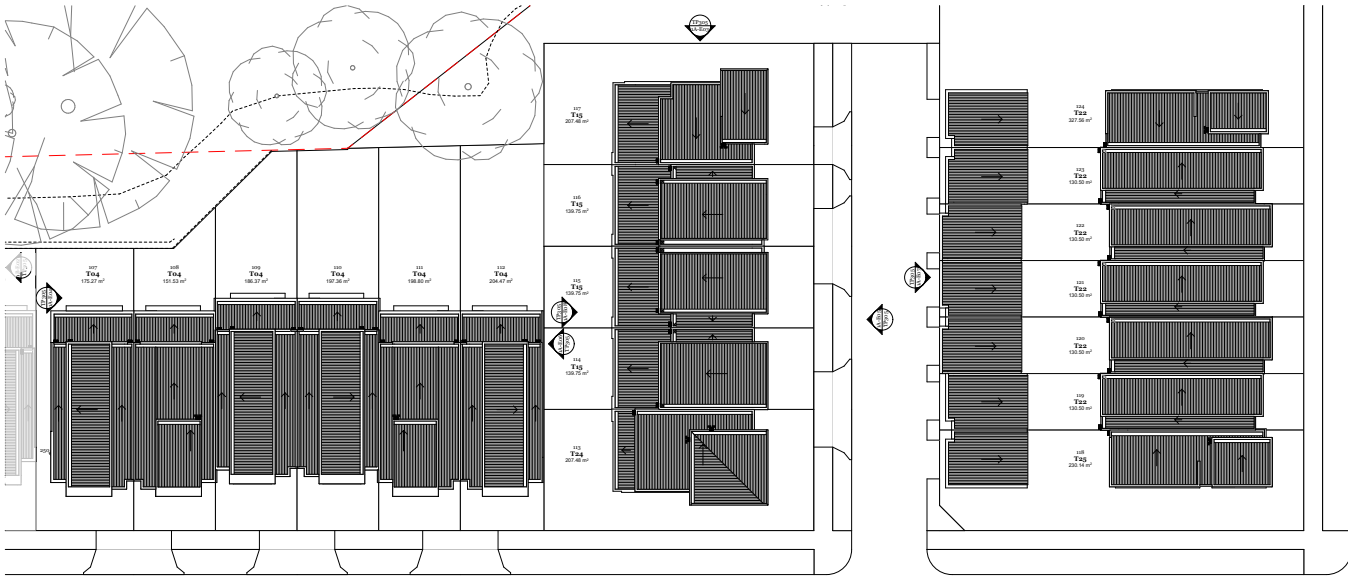 TP305
117
T15
207.48 m²
116
T15
139.75 m²
115
T15
139.75 m²
114
T15
139.75 m²
113
T24
207.48 m²
124
T22
327.56 m²
123
T22
130.50 m²
122
T22
130.50 m²
121
T22
130.50 m²
120
T22
130.50 m²
119
T22
130.50 m²
118
T25
230.14 m²
107
T04
175.27 m²
108
T04
151.53 m²
109
T04
186.37 m²
110
T04
197.36 m²
111
T04
198.80 m²
112
T04
204.47 m²
250